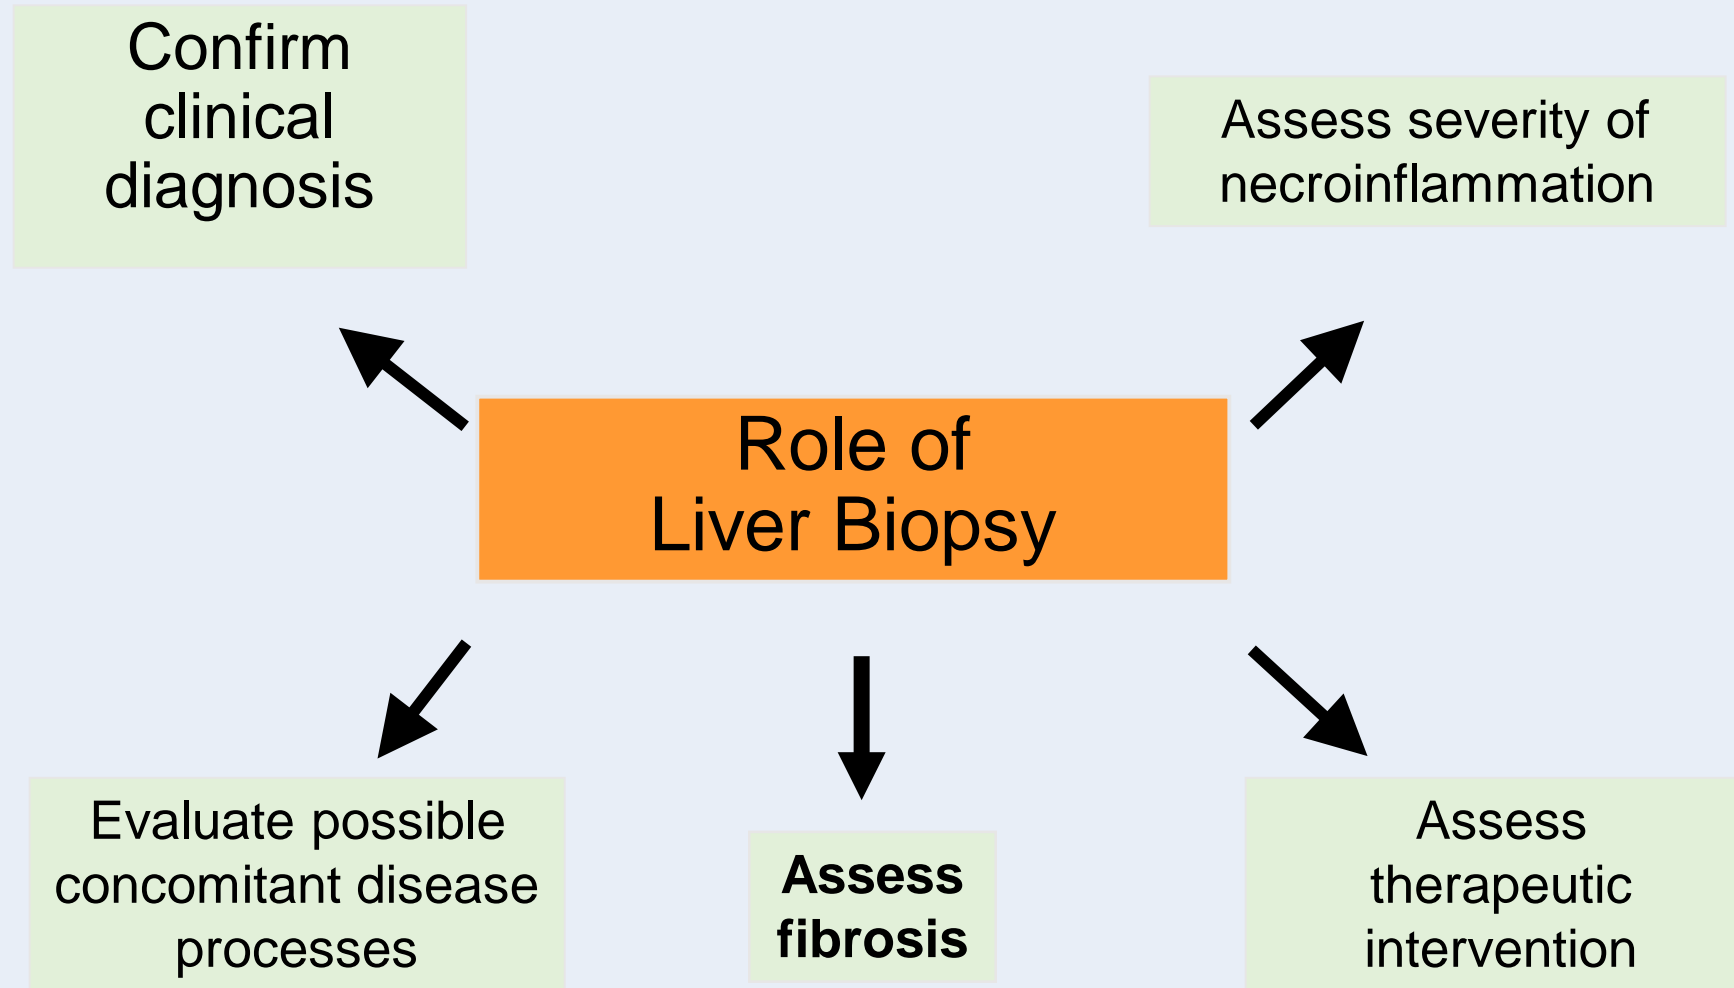 Confirm
clinical
diagnosis
Assess severity of
necroinflammation
Role of
Liver Biopsy
Evaluate possible
concomitant disease
processes
Assess
fibrosis
Assess
therapeutic
intervention